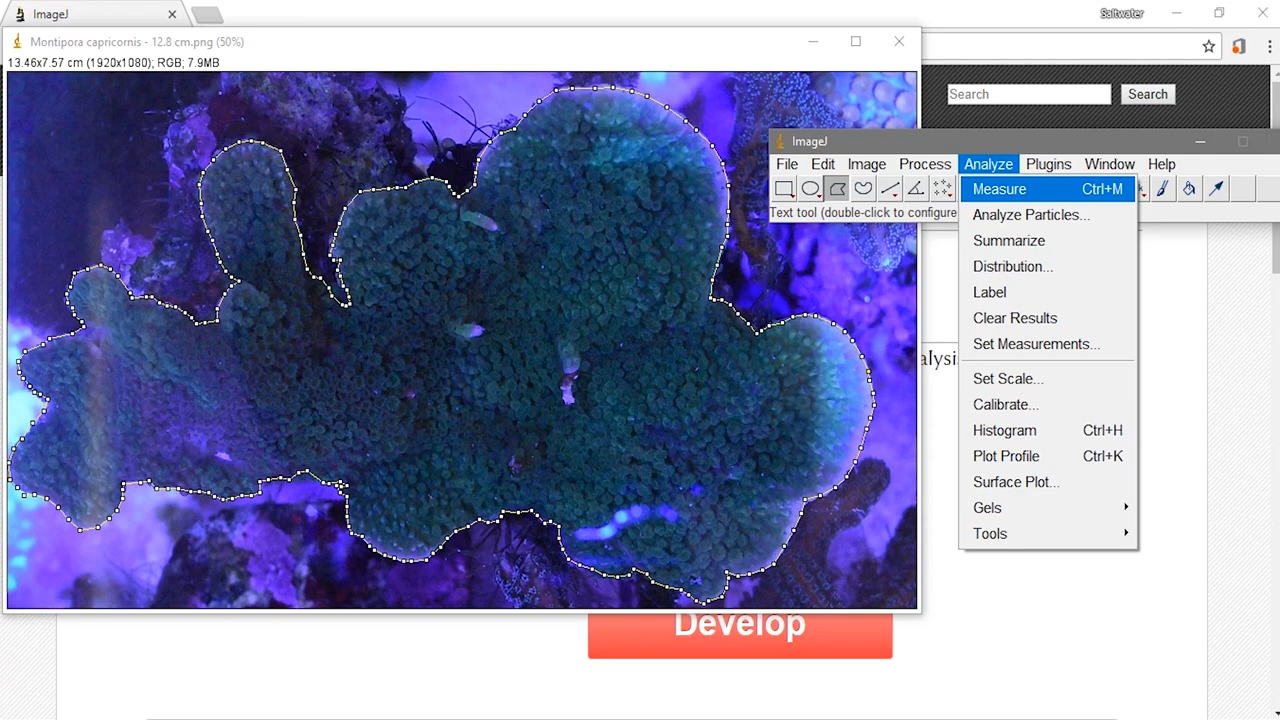 ImageJ
Saltwater
Montipora capricornis - 12.8 cm.png (50%)
13.46x7.57 cm (1920x1080); RGB; 7.9MB
Search Search
ImageJ
File Edit Image Process Analyze Plugins Window Help
Text tool (double-click to configure
Measure Ctrl+M
Analyze Particles...
Summarize
Distribution...
Label
Clear Results
Set Measurements...
Set Scale...
Calibrate...
Histogram Ctrl+H
Plot Profile Ctrl+K
Surface Plot...
Gels
Tools
Develop